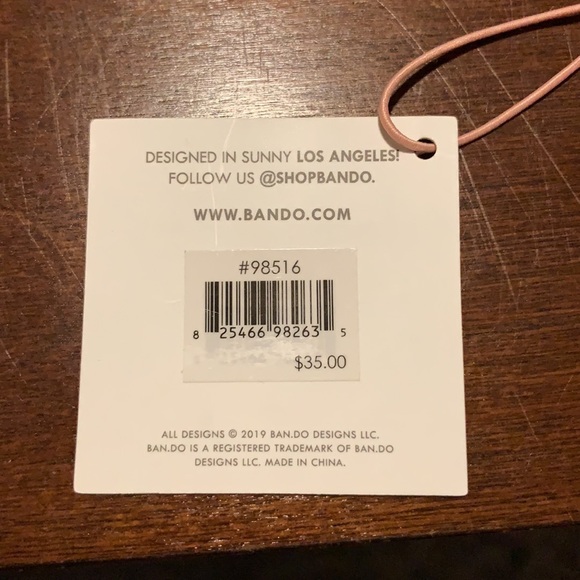 DESIGNED IN SUNNY LOS ANGELES!
FOLLOW US @SHOPBANDO.
WWW.BANDO.COM
#98516
8 25466 98263 5
$35.00
ALL DESIGNS © 2019 BAN.DO DESIGNS LLC.
BAN.DO IS A REGISTERED TRADEMARK OF BAN.DO
DESIGNS LLC. MADE IN CHINA.